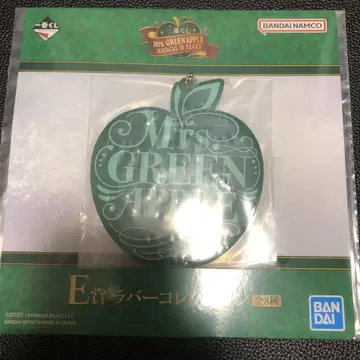 一番くじ
Mrs. GREEN APPLE
MAGICAL 10 YEARS
BANDAI NAMCO
Mrs.
GREEN
APPLE
E賞 ラバーコレクション 全8種
©2025 Universal Music LLC
BANDAI SPIRITS MADE IN CHINA
BAN
DAI